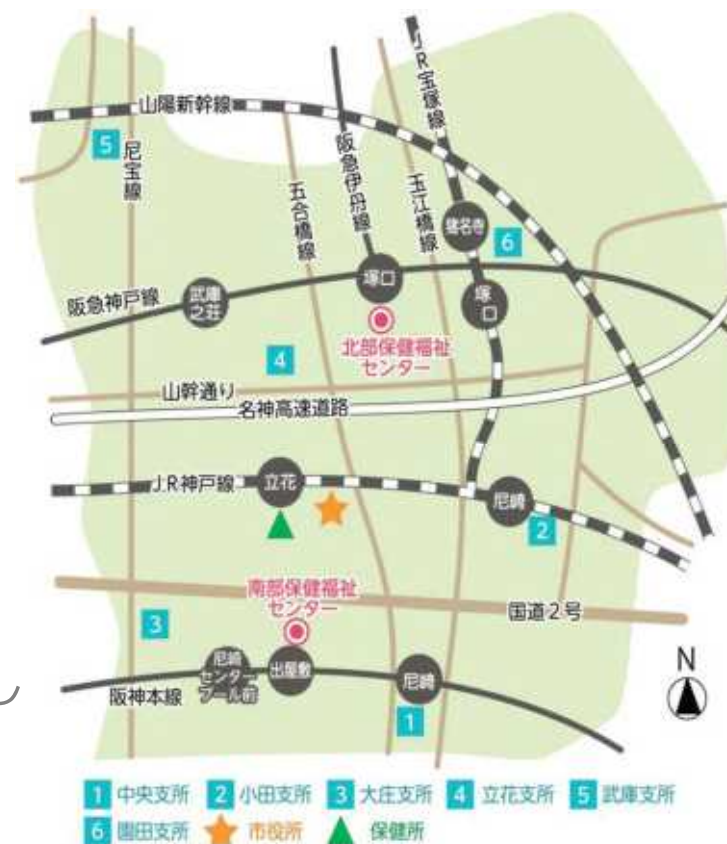 JR宝塚線
山陽新幹線
5
尼宝線
五合橋線
阪急伊丹線
玉江橋線
猪名寺
6
塚口
塚口
武庫
之荘
阪急神戸線
北部保健福祉
センター
4
山幹通り
名神高速道路
JR神戸線
立花
尼崎
2
南部保健福祉
センター
国道2号
3
尼崎
センター
プール前
出屋敷
尼崎
阪神本線
1
N
1 中央支所 2 小田支所 3 大庄支所 4 立花支所 5 武庫支所
6 園田支所 市役所 保健所